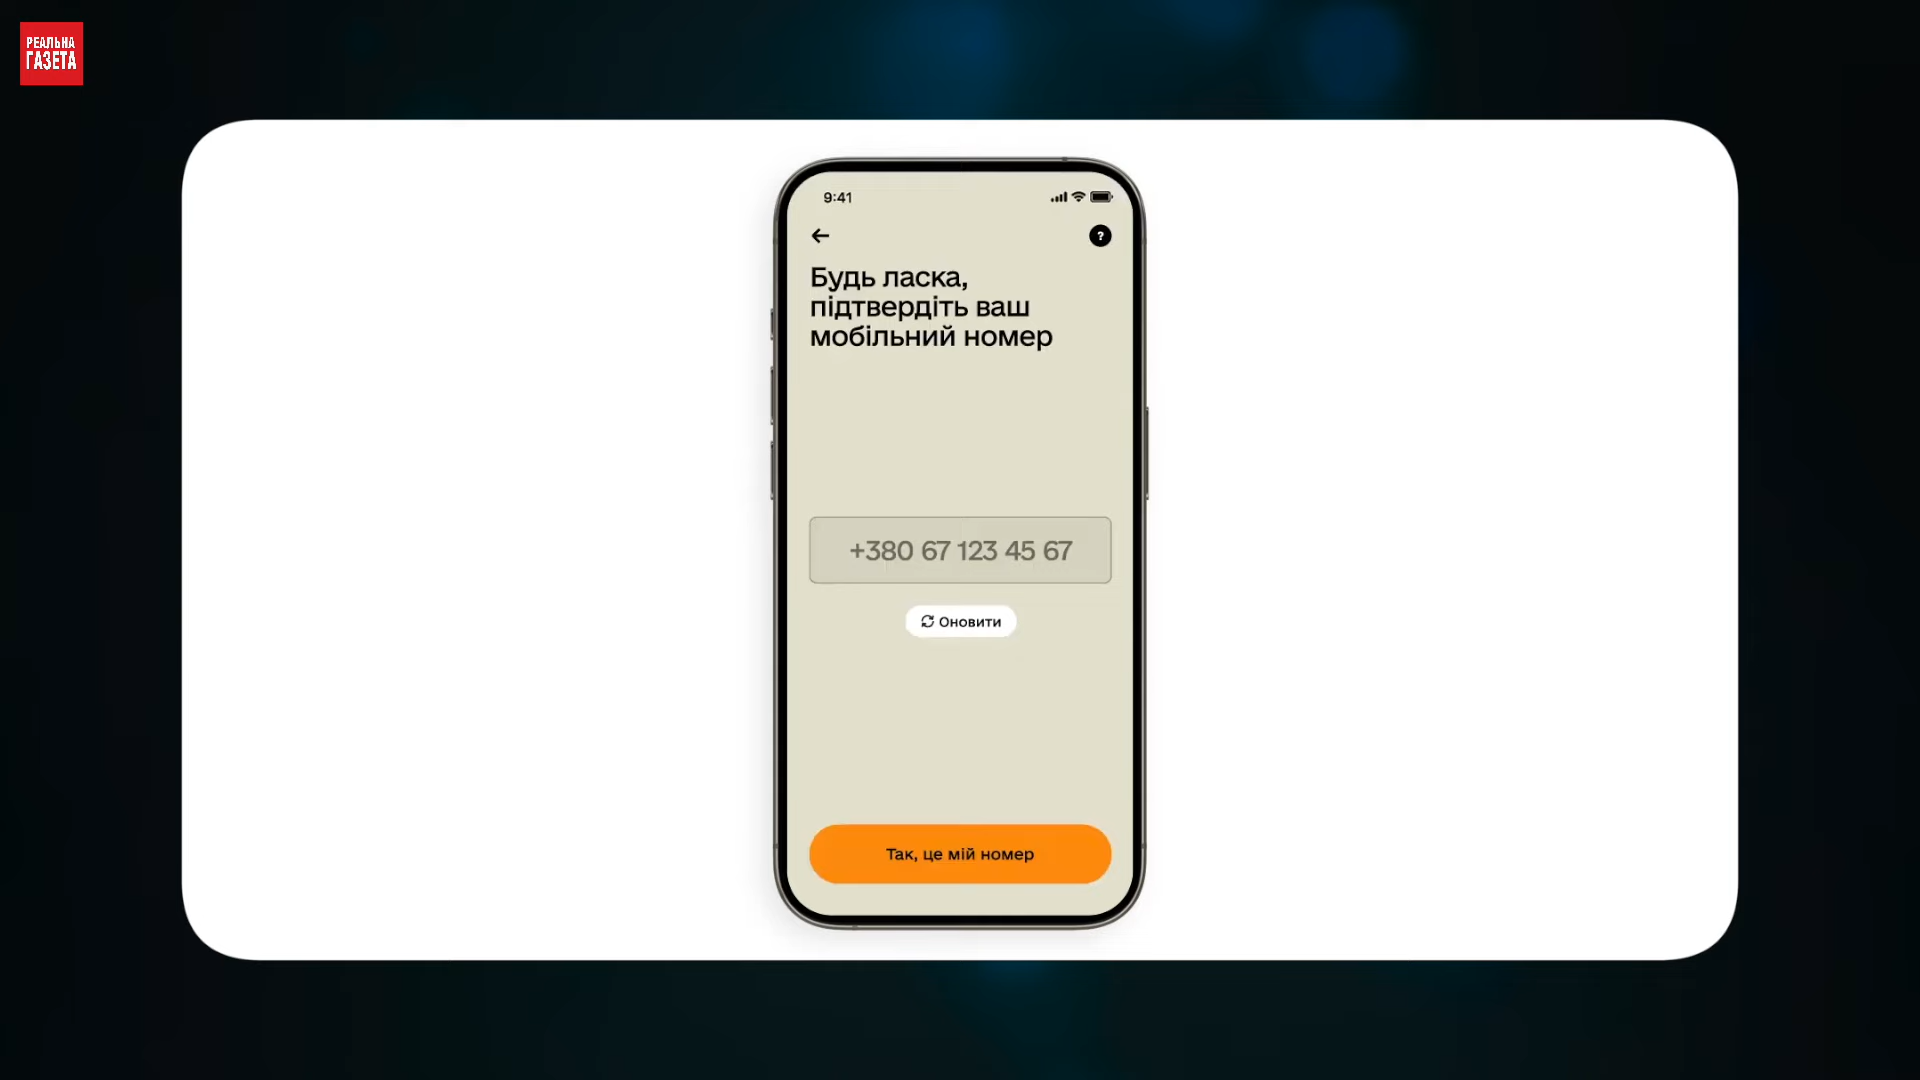 РЕАЛЬНА
ГАЗЕТА
9:41
?
Будь ласка,
підтвердіть ваш
мобільний номер
+380 67 123 45 67
Оновити
Так, це мій номер